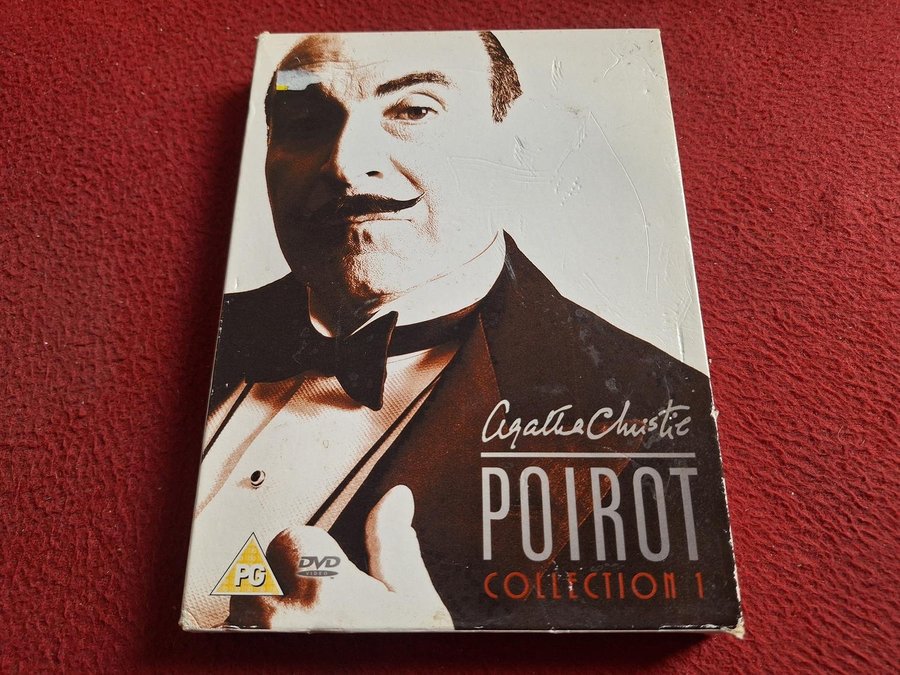 Agatha Christie
POIROT
COLLECTION 1
PG
DVD
VIDEO